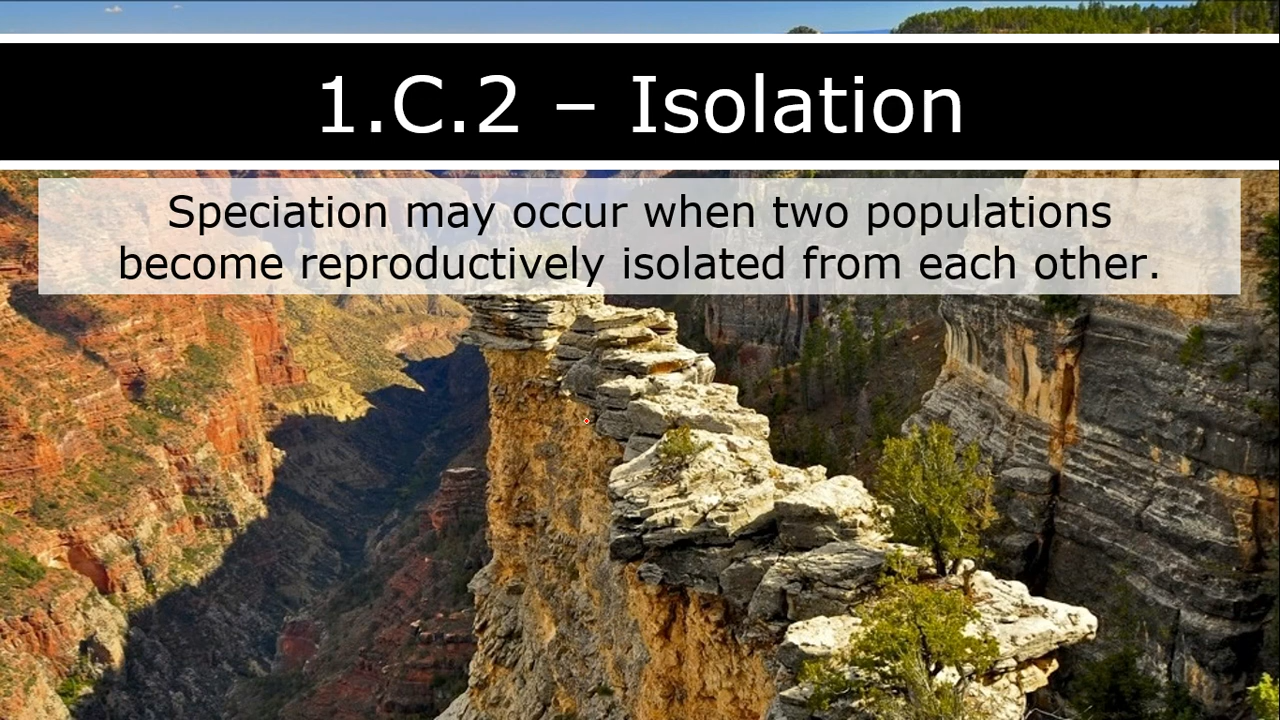 1.C.2 – Isolation
Speciation may occur when two populations
become reproductively isolated from each other.